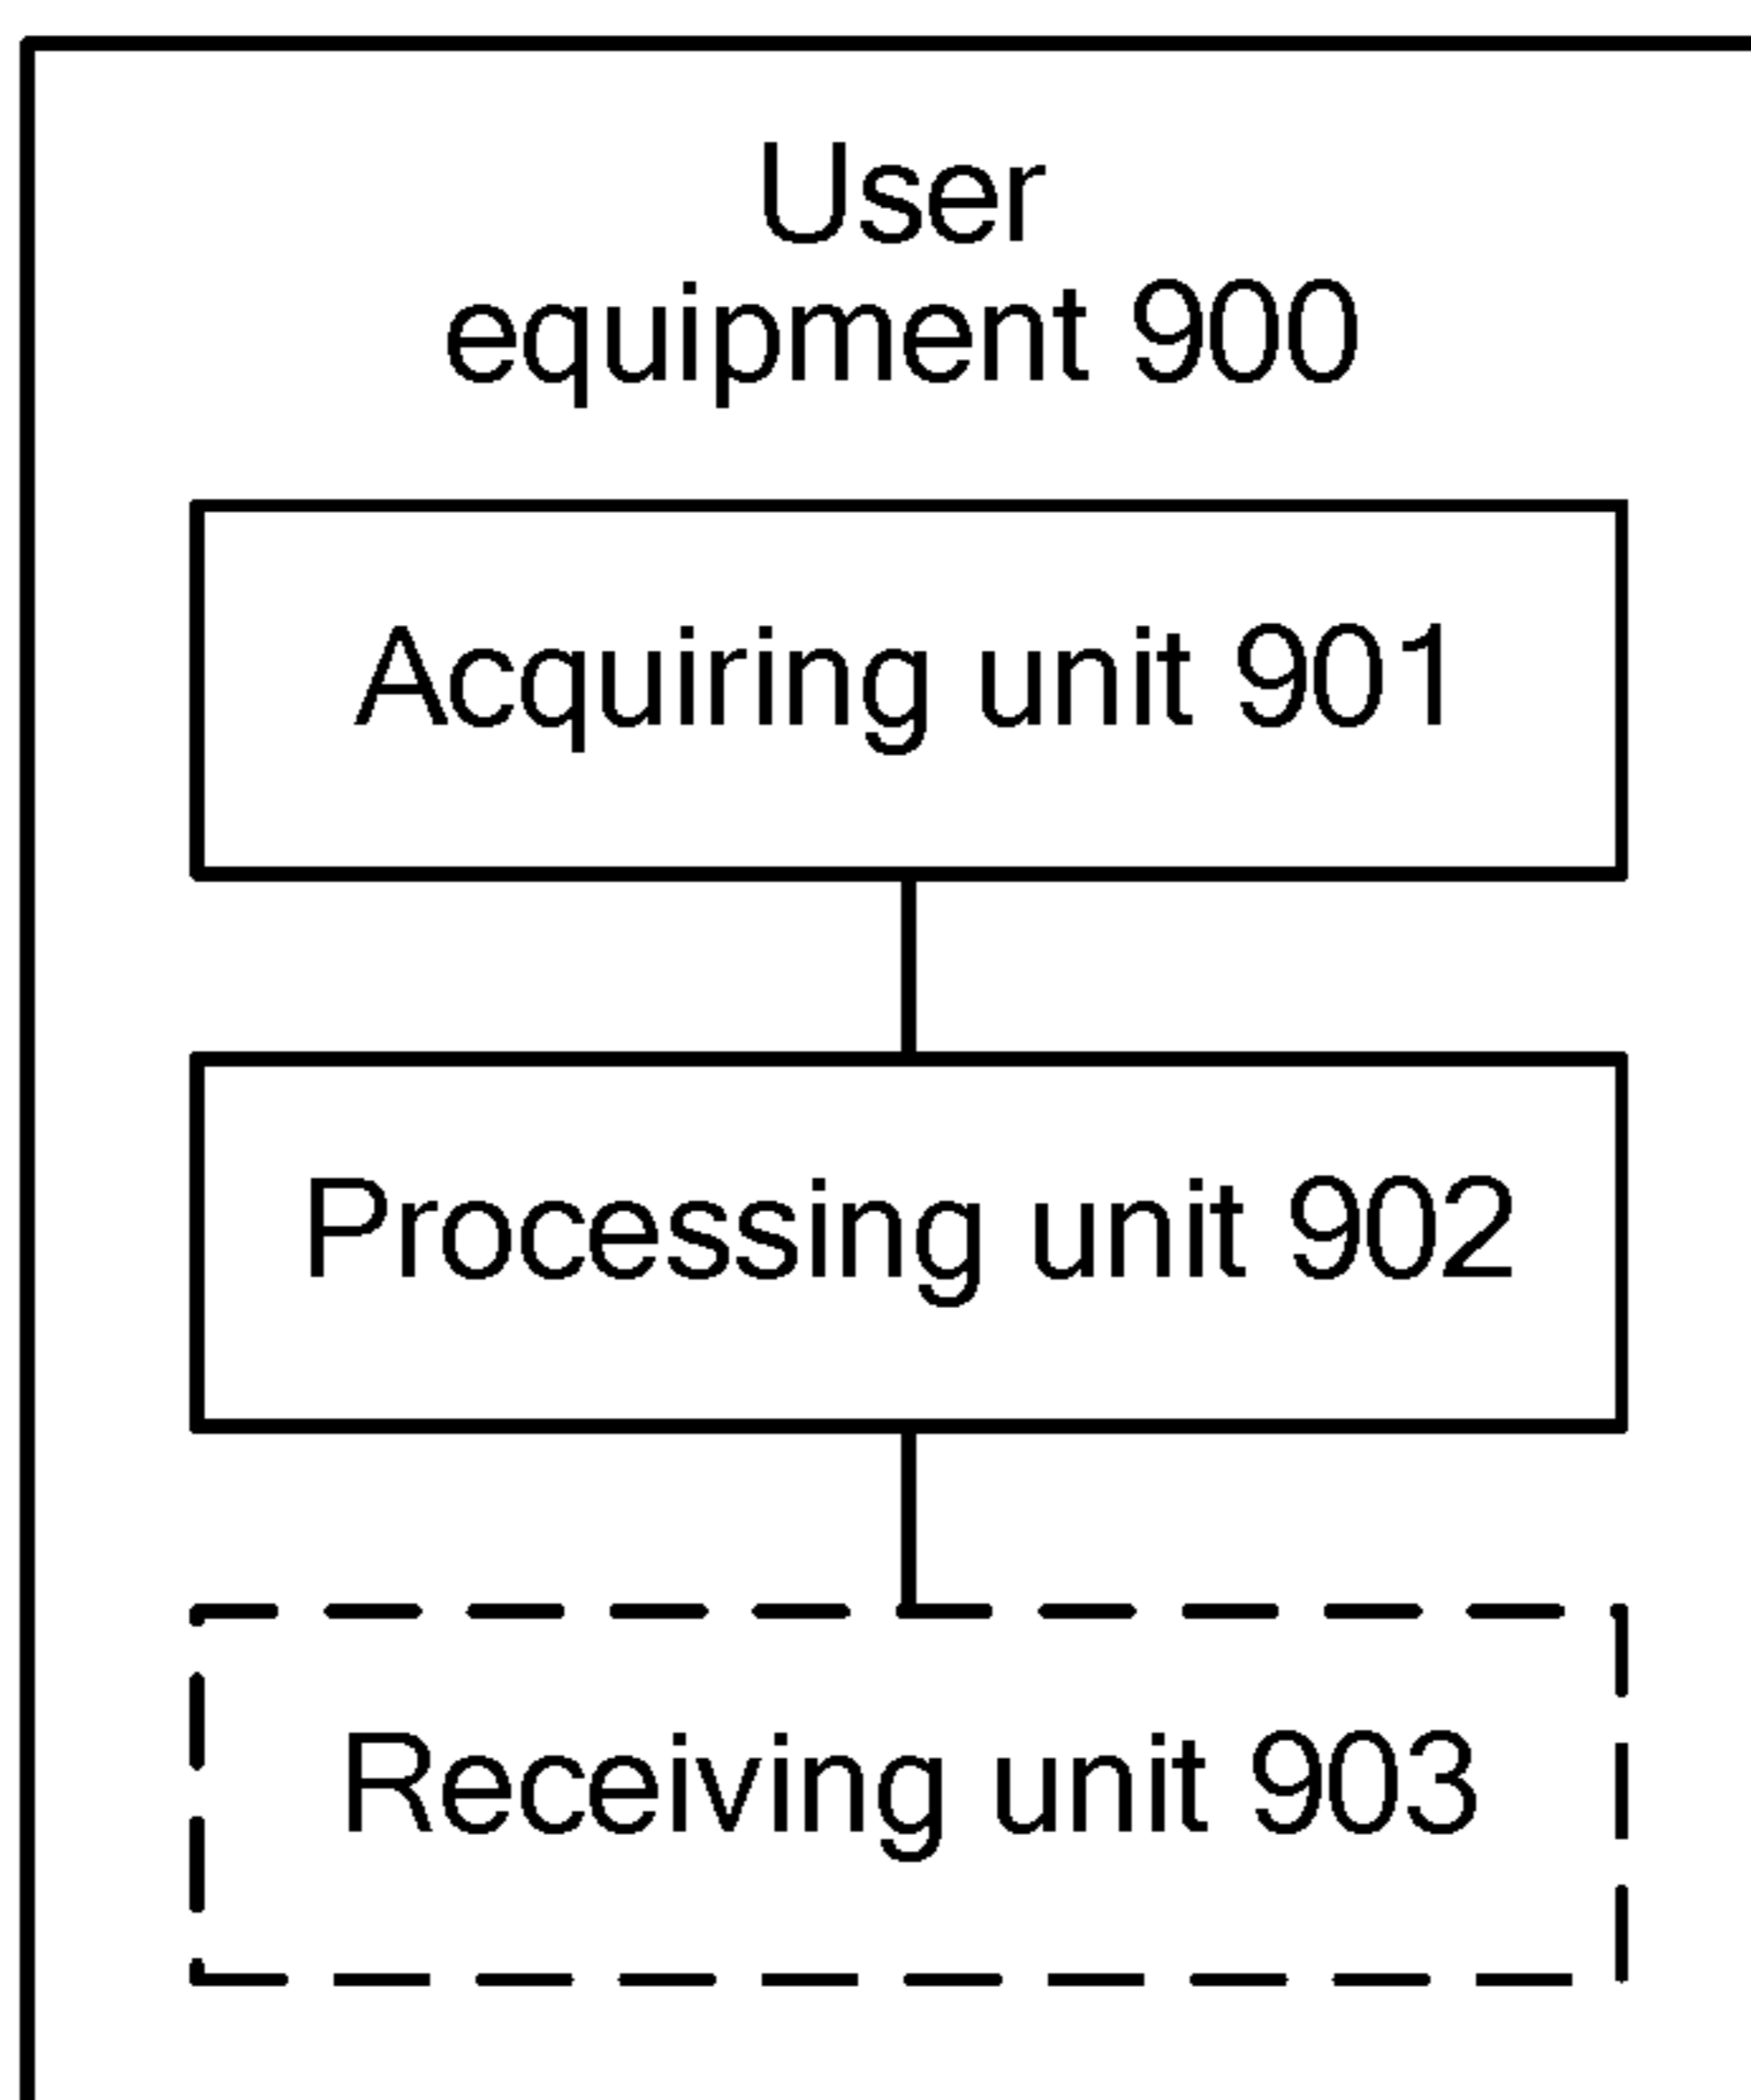 User
equipment 900
Acquiring unit 901
Processing unit 902
Receiving unit 903